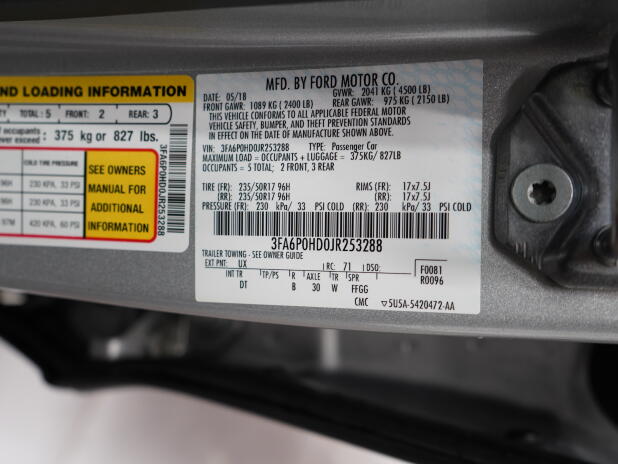 ND LOADING INFORMATION
TOTAL: 5 FRONT: 2 REAR: 3
occupants
exceed: 375 kg or 827 lbs.
COLD TIRE PRESSURE
96H 230 KPA, 33 PSI
96H 230 KPA, 33 PSI
97M 420 KPA, 60 PSI
SEE OWNERS
MANUAL FOR
ADDITIONAL
INFORMATION
3FA6P0HD0JR253288
MFD. BY FORD MOTOR CO.
DATE: 05/18 GVWR: 2041 KG ( 4500 LB)
FRONT GAWR: 1089 KG ( 2400 LB) REAR GAWR: 975 KG ( 2150 LB)
THIS VEHICLE CONFORMS TO ALL APPLICABLE FEDERAL MOTOR
VEHICLE SAFETY, BUMPER, AND THEFT PREVENTION STANDARDS
IN EFFECT ON THE DATE OF MANUFACTURE SHOWN ABOVE.
VIN: 3FA6P0HD0JR253288 TYPE: Passenger Car
MAXIMUM LOAD = OCCUPANTS + LUGGAGE = 375KG/ 827LB
OCCUPANTS = 5 TOTAL; 2 FRONT, 3 REAR
TIRE (FR): 235/50R17 96H RIMS (FR): 17x7.5J
(RR): 235/50R17 96H (RR): 17x7.5J
PRESSURE (FR): 230 kPa/ 33 PSI COLD (RR): 230 kPa/ 33 PSI COLD
3FA6P0HD0JR253288
TRAILER TOWING - SEE OWNER GUIDE
EXT PNT: UX RC: 71 DSO: F0081
INT TR TP/PS R AXLE TR SPR R0096
DT B 30 W FFGG
CMC ▽5U5A-5420472-AA